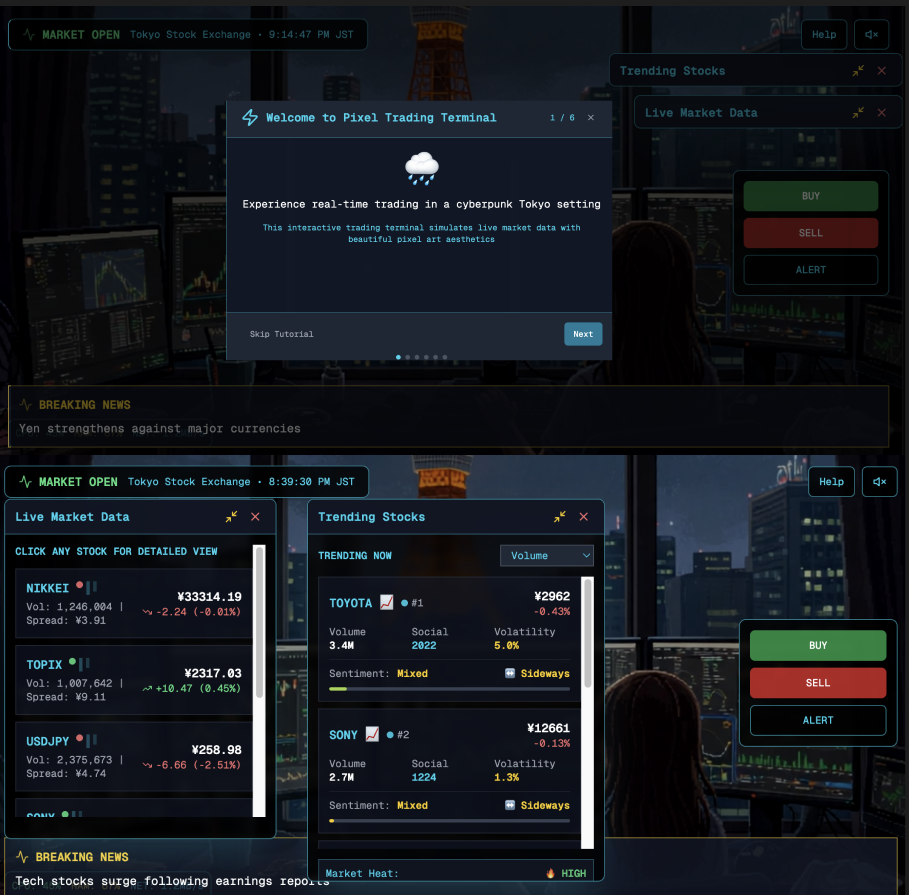 MARKET OPEN Tokyo Stock Exchange • 9:14:47 PM JST
Help
Trending Stocks
Live Market Data
Welcome to Pixel Trading Terminal 1 / 6
Experience real-time trading in a cyberpunk Tokyo setting
This interactive trading terminal simulates live market data with
beautiful pixel art aesthetics
Skip Tutorial Next
BUY
SELL
ALERT
BREAKING NEWS
Yen strengthens against major currencies
MARKET OPEN Tokyo Stock Exchange • 8:39:30 PM JST
Help
Live Market Data
CLICK ANY STOCK FOR DETAILED VIEW
NIKKEI
¥33314.19
Vol: 1,246,004 |
Spread: ¥3.91
-2.24 (-0.01%)
TOPIX
¥2317.03
Vol: 1,007,642 |
Spread: ¥9.11
+10.47 (0.45%)
USDJPY
¥258.98
Vol: 2,375,673 |
Spread: ¥4.74
-6.66 (-2.51%)
SONY
Trending Stocks
TRENDING NOW Volume
TOYOTA #1 ¥2962
-0.43%
Volume Social Volatility
3.4M 2022 5.0%
Sentiment: Mixed Sideways
SONY #2 ¥12661
-0.13%
Volume Social Volatility
2.7M 1224 1.3%
Sentiment: Mixed Sideways
Market Heat: HIGH
BUY
SELL
ALERT
BREAKING NEWS
Tech stocks surge following earnings reports